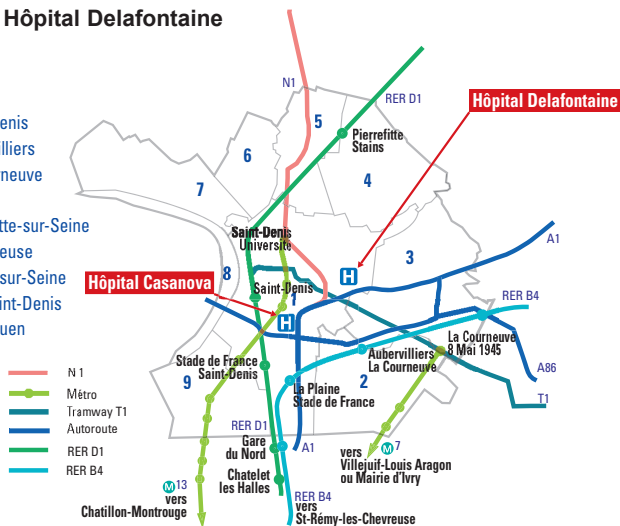 Hôpital Delafontaine
N1
RER D1
Hôpital Delafontaine
Pierrefitte
Stains
5
6
4
7
enis
lliers
neuve
tte-sur-Seine
euse
sur-Seine
int-Denis
uen
Saint-Denis
Université
3
A1
8
H
Hôpital Casanova
Saint-Denis
1
H
RER B4
La Courneuve
8 Mai 1945
Aubervilliers
La Courneuve
Stade de France
Saint-Denis
9
2
La Plaine
Stade de France
A86
T1
N 1
Métro
Tramway T1
Autoroute
RER D1
RER B4
RER D1
Gare
du Nord
A1
Chatelet
les Halles
M 7
vers
Villejuif-Louis Aragon
ou Mairie d'Ivry
M 13
vers
Chatillon-Montrouge
RER B4
vers
St-Rémy-les-Chevreuse